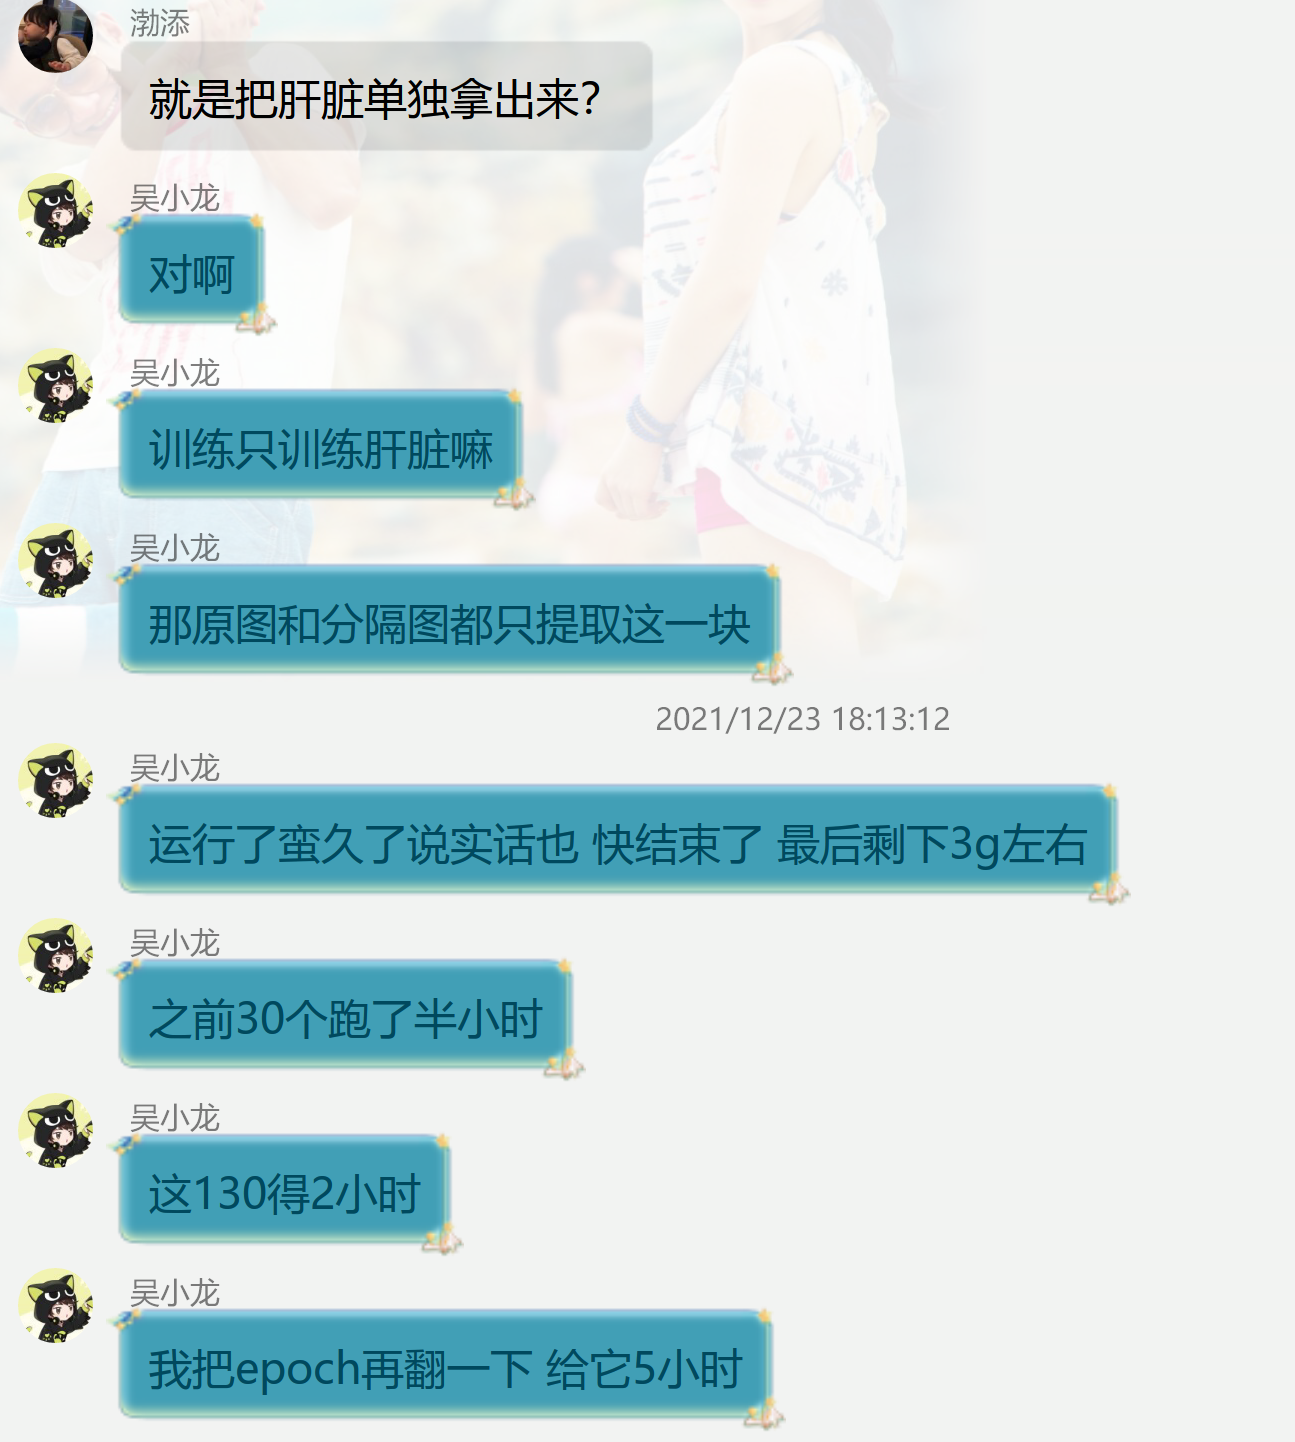 渤添
就是把肝脏单独拿出来？
吴小龙
对啊
吴小龙
训练只训练肝脏嘛
吴小龙
那原图和分隔图都只提取这一块
2021/12/23 18:13:12
吴小龙
运行了蛮久了说实话也 快结束了 最后剩下3g左右
吴小龙
之前30个跑了半小时
吴小龙
这130得2小时
吴小龙
我把epoch再翻一下 给它5小时